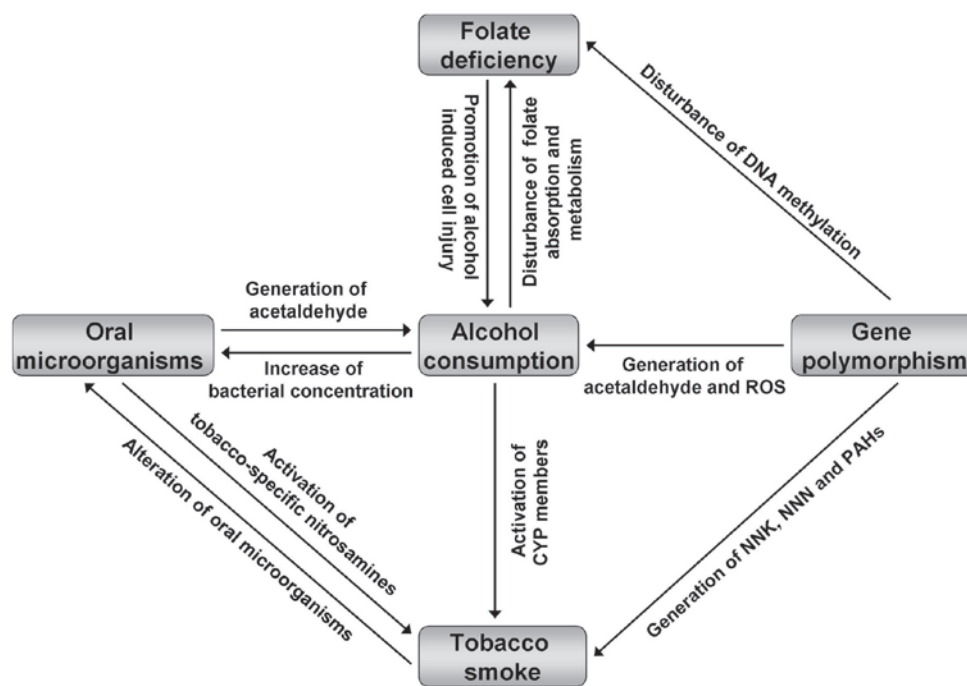 Folate
deficiency
Disturbance of DNA methylation
Promotion of alcohol
induced cell injury
Disturbance of folate
absorption and
metabolism
Generation of
acetaldehyde
Oral
microorganisms
Alcohol
consumption
Gene
polymorphism
Increase of
bacterial concentration
Generation of
acetaldehyde and ROS
Activation of
tobacco-specific nitrosamines
Alteration of oral microorganisms
Activation of
CYP members
Generation of NNK, NNN and PAHs
Tobacco
smoke